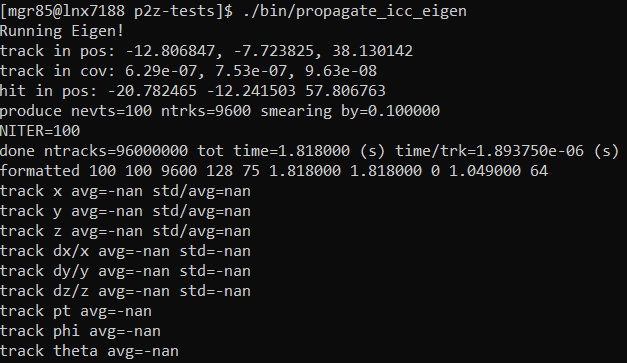 [mgr85@lnx7188 p2z-tests]$ ./bin/propagate_icc_eigen
Running Eigen!
track in pos: -12.806847, -7.723825, 38.130142
track in cov: 6.29e-07, 7.53e-07, 9.63e-08
hit in pos: -20.782465 -12.241503 57.806763
produce nevts=100 ntrks=9600 smearing by=0.100000
NITER=100
done ntracks=96000000 tot time=1.818000 (s) time/trk=1.893750e-06 (s)
formatted 100 100 9600 128 75 1.818000 1.818000 0 1.049000 64
track x avg=-nan std/avg=nan
track y avg=-nan std/avg=nan
track z avg=-nan std/avg=nan
track dx/x avg=-nan std=-nan
track dy/y avg=-nan std=-nan
track dz/z avg=-nan std=-nan
track pt avg=-nan
track phi avg=-nan
track theta avg=-nan